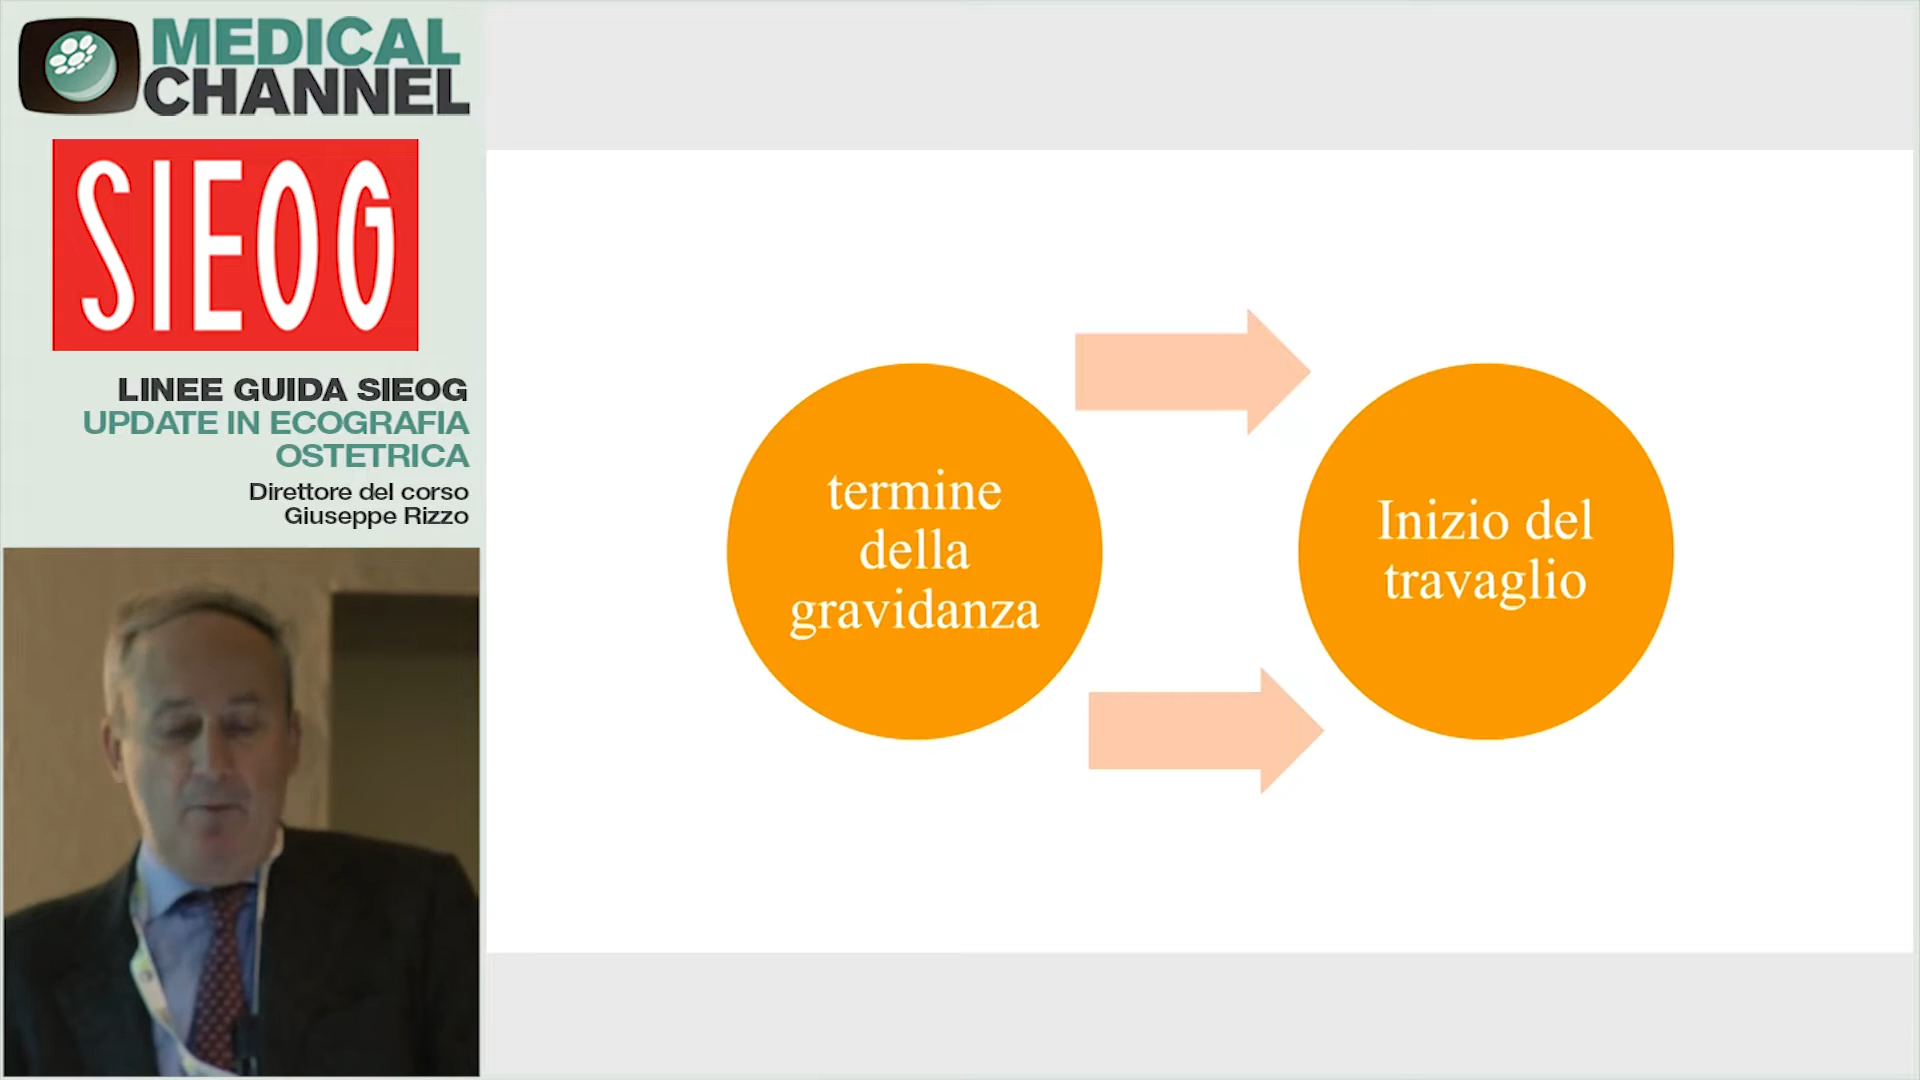 MEDICAL
CHANNEL
SIEOG
LINEE GUIDA SIEOG
UPDATE IN ECOGRAFIA
OSTETRICA
Direttore del corso
Giuseppe Rizzo
termine
della
gravidanza
Inizio del
travaglio